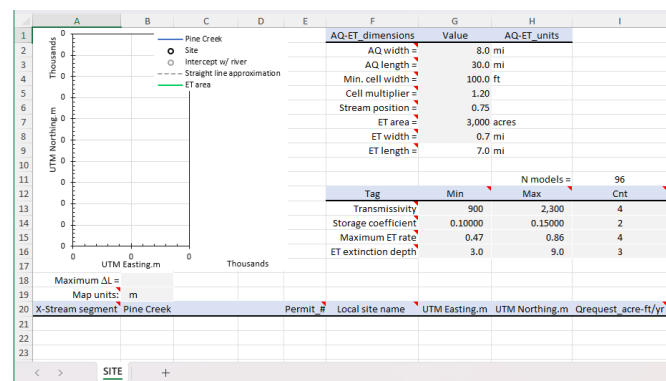 A B C D E F G H I
1 AQ-ET_dimensions Value AQ-ET_units
2 AQ width = 8.0 mi
3 AQ length = 30.0 mi
4 Min. cell width = 100.0 ft
5 Cell multiplier = 1.20
6 Stream position = 0.75
7 ET area = 3,000 acres
8 ET width = 0.7 mi
9 ET length = 7.0 mi
10
11 N models = 96
12 Tag Min Max Cnt
13 Transmissivity 900 2,300 4
14 Storage coefficient 0.10000 0.15000 2
15 Maximum ET rate 0.47 0.86 4
16 ET extinction depth 3.0 9.0 3
17
Pine Creek
Site
Intercept w/ river
Straight line approximation
ET area
Thousands
UTM Northing.m
0
0
0
0
0
0
0
0
0
0
0 0 0
UTM Easting.m Thousands
18 Maximum ΔL =
19 Map units: m
20 X-Stream segment Pine Creek Permit_# Local site name UTM Easting.m UTM Northing.m Qrequest_acre-ft/yr
21
22
23
< > SITE +